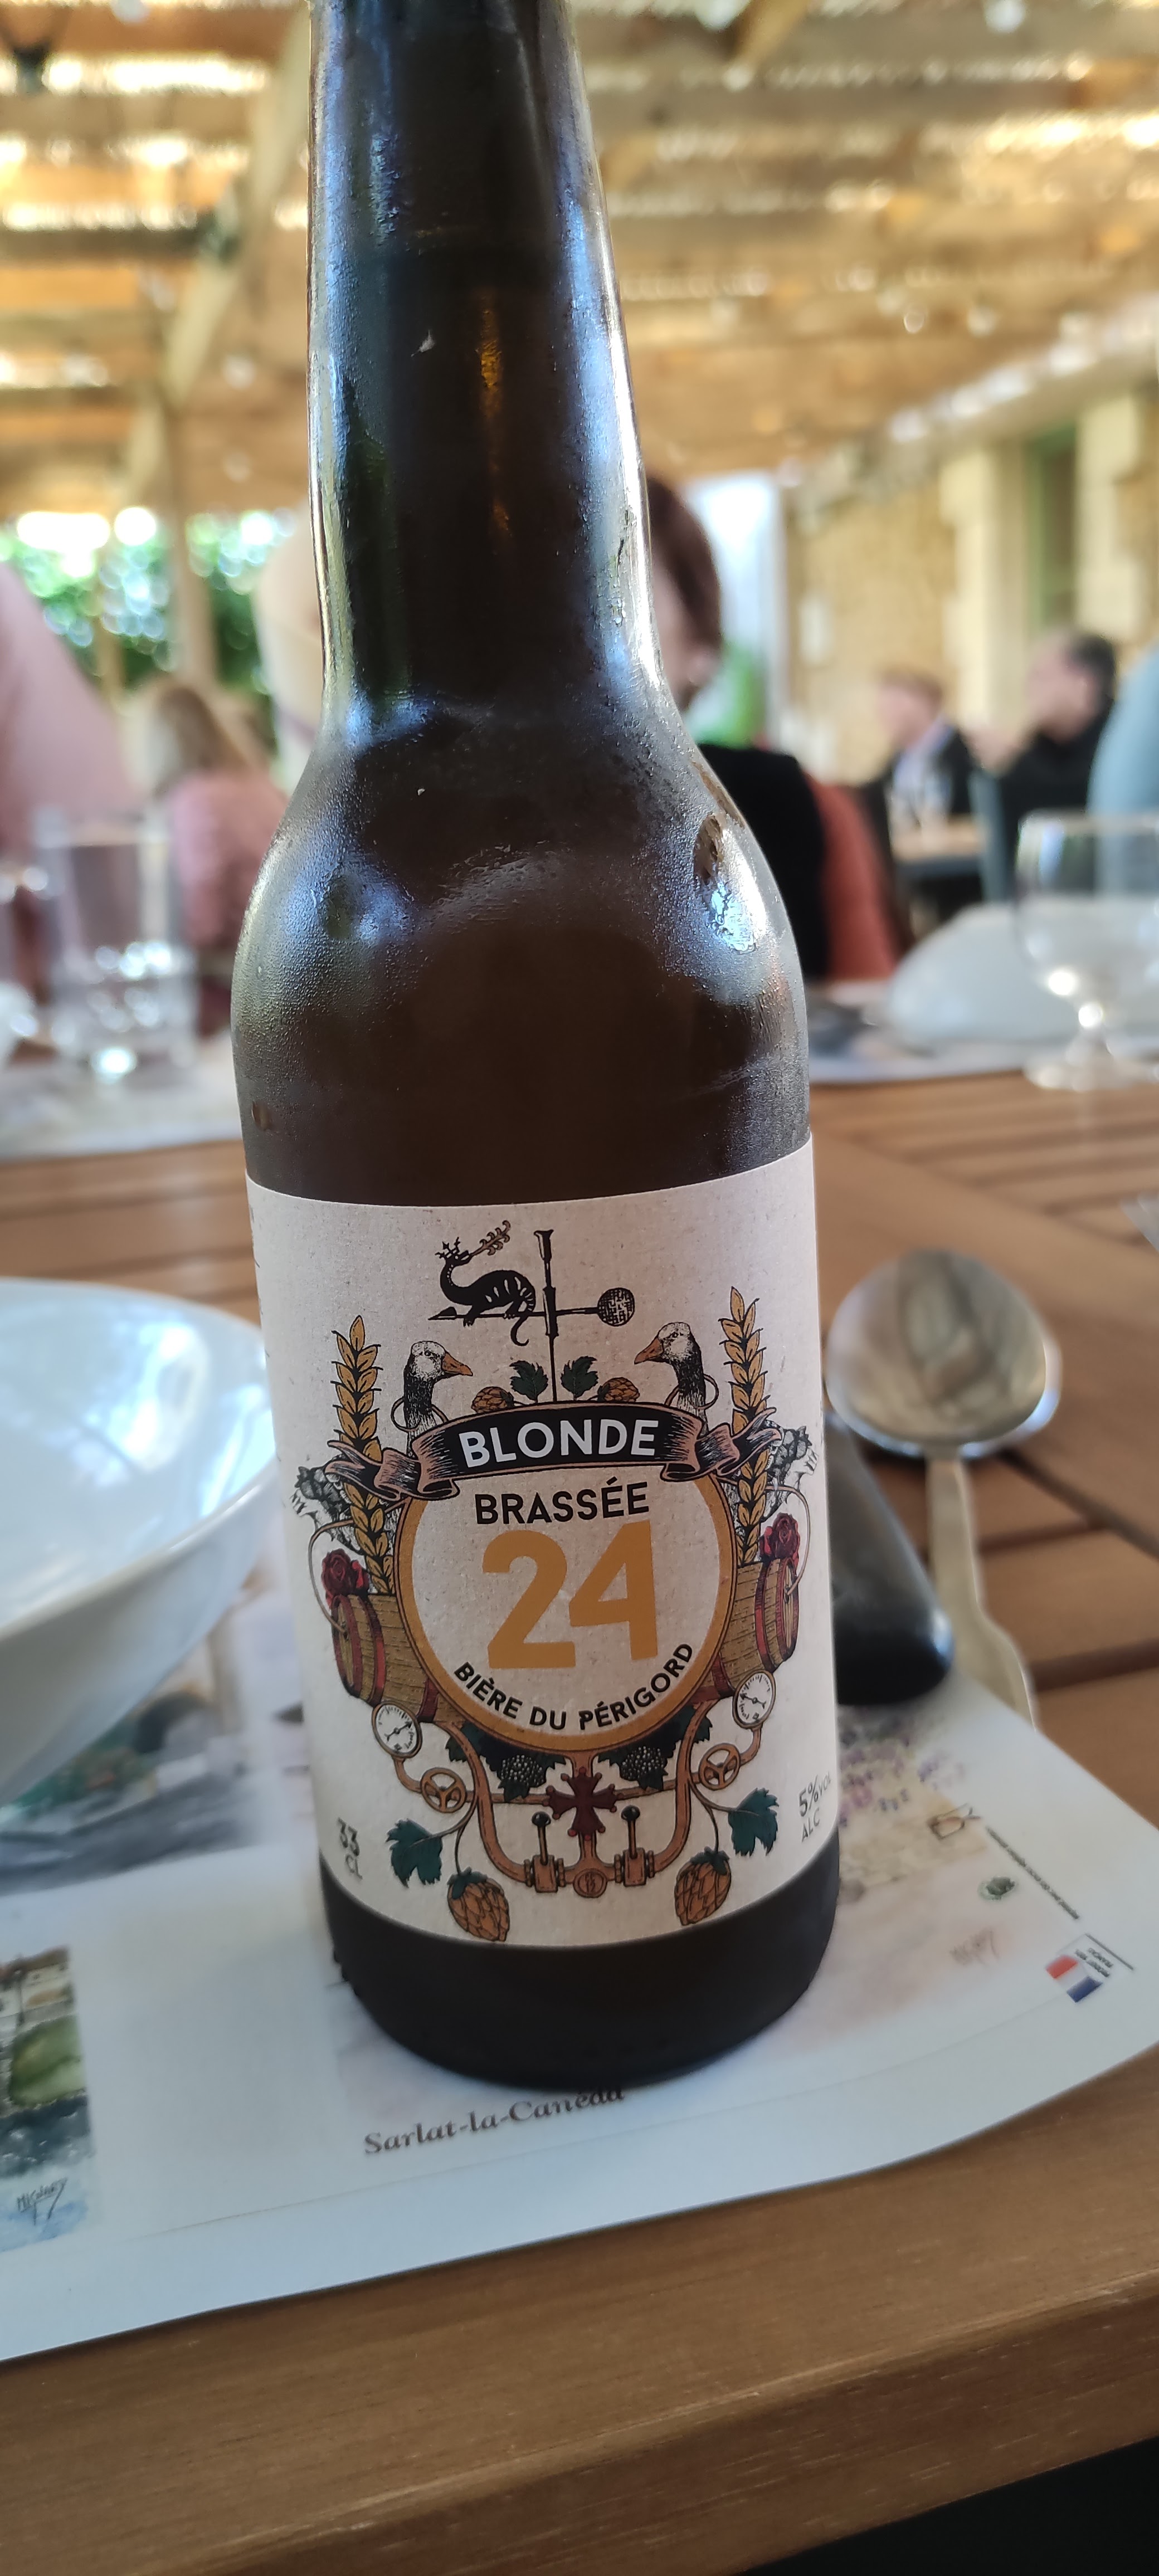 BLONDE
BRASSÉE
24
BIÈRE DU PÉRIGORD
33
CL
5%VOL
ALC
Sarlat-la-Canéda